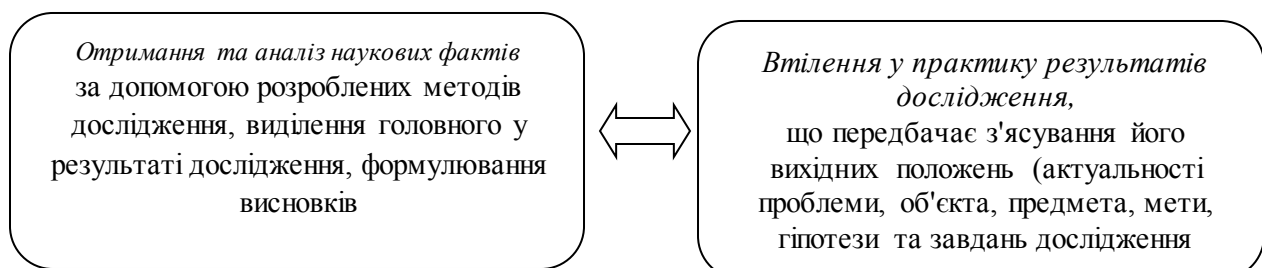 Отримання та аналіз наукових фактів
за допомогою розроблених методів
дослідження, виділення головного у
результаті дослідження, формулювання
висновків
Втілення у практику результатів
дослідження,
що передбачає з'ясування його
вихідних положень (актуальності
проблеми, об'єкта, предмета, мети,
гіпотези та завдань дослідження